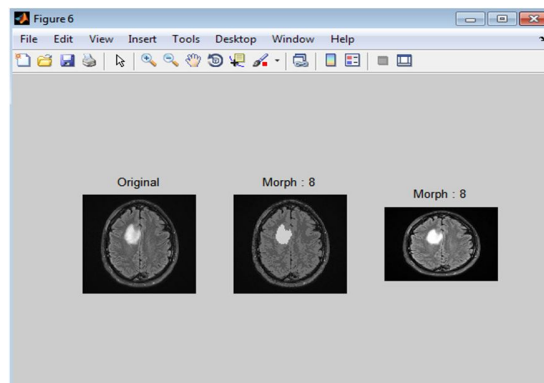 Figure 6
File Edit View Insert Tools Desktop Window Help
Original
Morph : 8
Morph : 8